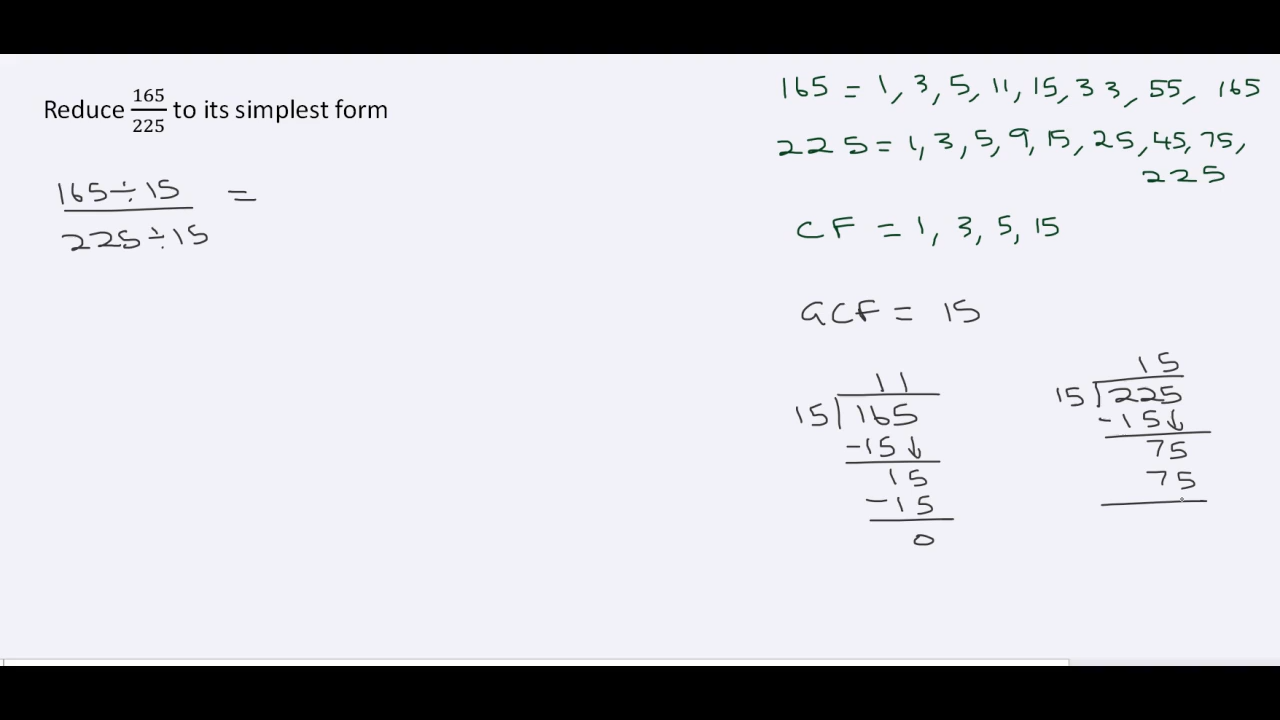 Reduce 165/225 to its simplest form
165÷15 =
225÷15
165 = 1, 3, 5, 11, 15, 33, 55, 165
225 = 1, 3, 5, 9, 15, 25, 45, 75,
225
CF = 1, 3, 5, 15
GCF = 15
11
15)165
-15↓
15
-15
0
15
15)225
-15↓
75
75